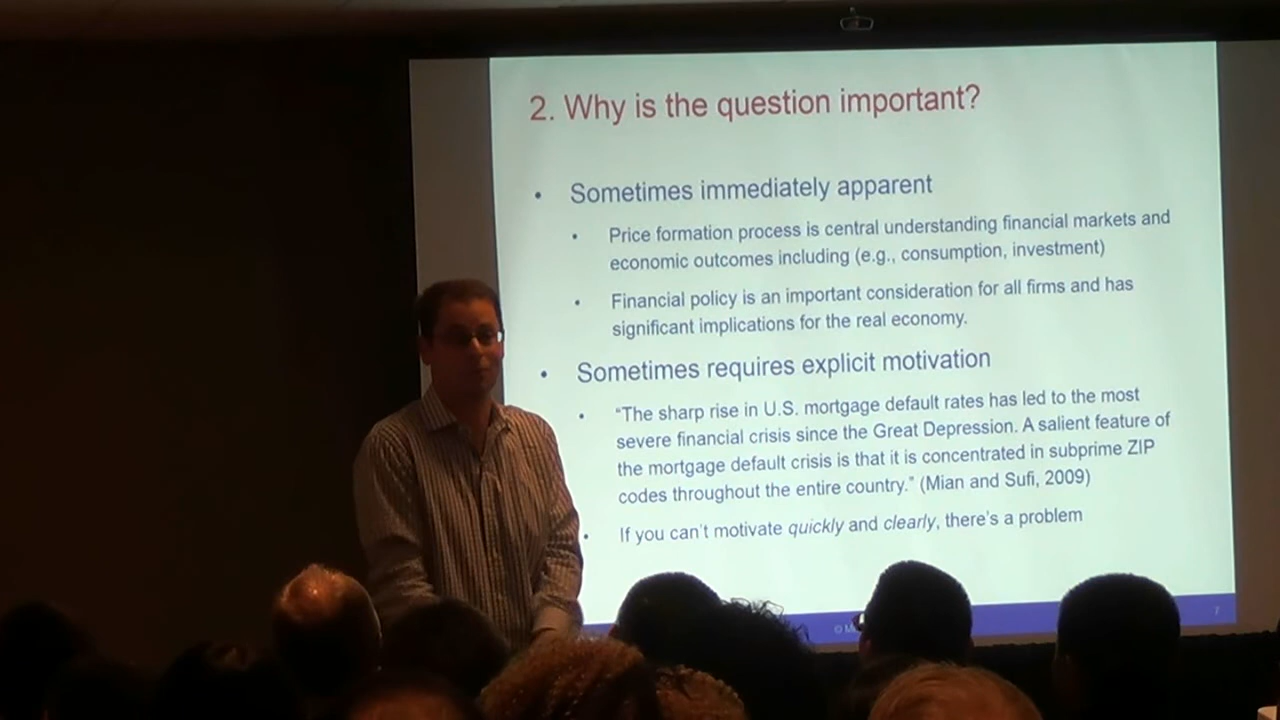 2. Why is the question important?
• Sometimes immediately apparent
• Price formation process is central understanding financial markets and
economic outcomes including (e.g., consumption, investment)
• Financial policy is an important consideration for all firms and has
significant implications for the real economy.
• Sometimes requires explicit motivation
• “The sharp rise in U.S. mortgage default rates has led to the most
severe financial crisis since the Great Depression. A salient feature of
the mortgage default crisis is that it is concentrated in subprime ZIP
codes throughout the entire country.” (Mian and Sufi, 2009)
• If you can’t motivate quickly and clearly, there’s a problem
7